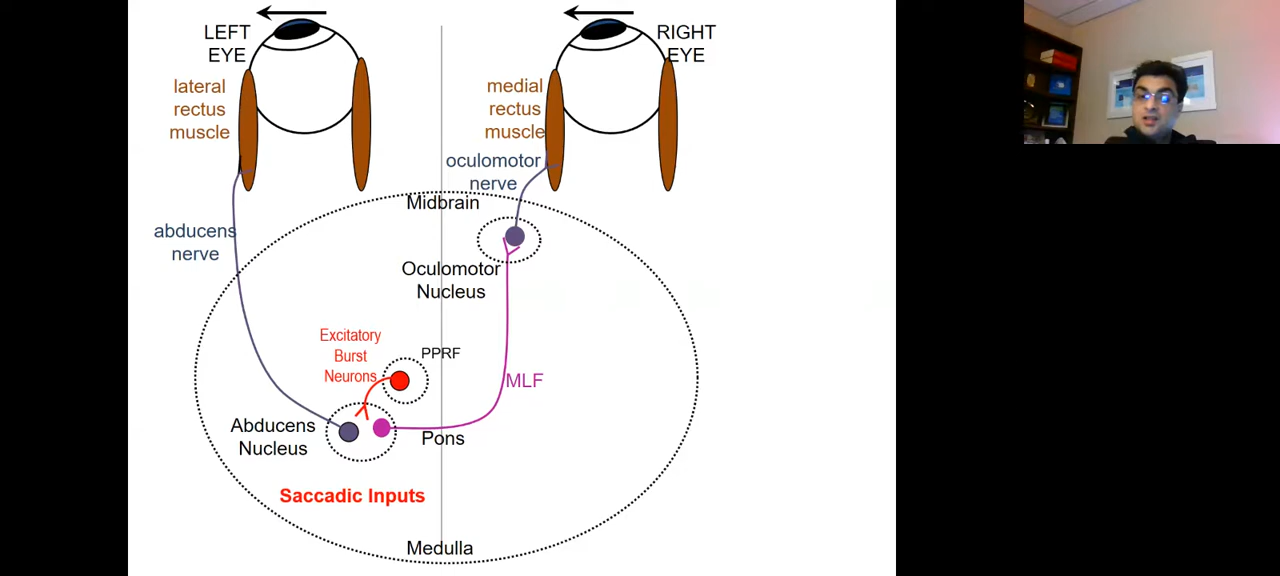 LEFT
EYE
RIGHT
EYE
lateral
rectus
muscle
medial
rectus
muscle
oculomotor
nerve
Midbrain
abducens
nerve
Oculomotor
Nucleus
Excitatory
Burst
Neurons
PPRF
MLF
Abducens
Nucleus
Pons
Saccadic Inputs
Medulla